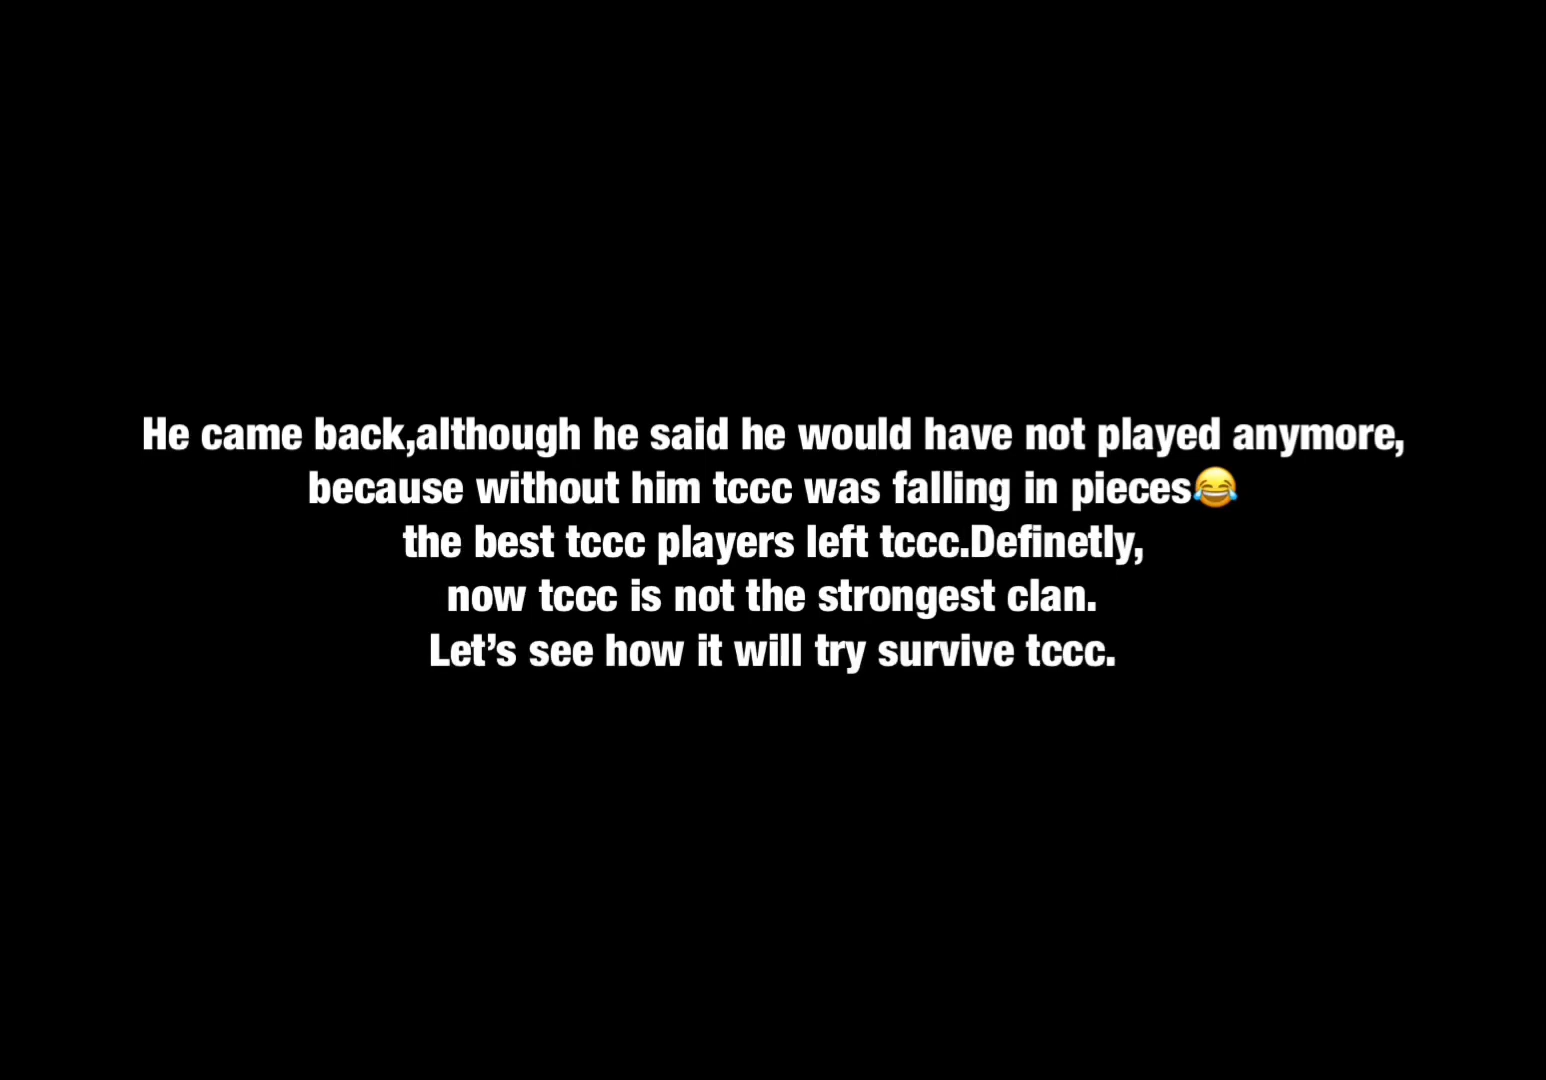 He came back,although he said he would have not played anymore,
because without him tccc was falling in pieces😂
the best tccc players left tccc.Definetly,
now tccc is not the strongest clan.
Let’s see how it will try survive tccc.